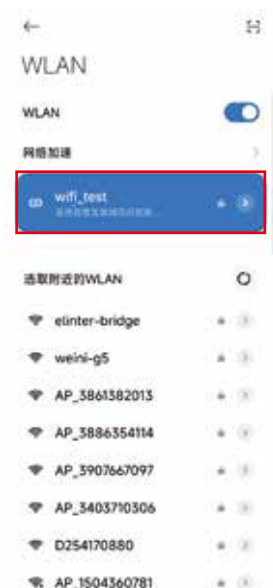 WLAN
WLAN
网络加速
wifi_test
选取附近的WLAN
elinter-bridge
weini-g5
AP_3861382013
AP_3886354114
AP_3907667097
AP_3403710306
D254170880
AP_1504360781